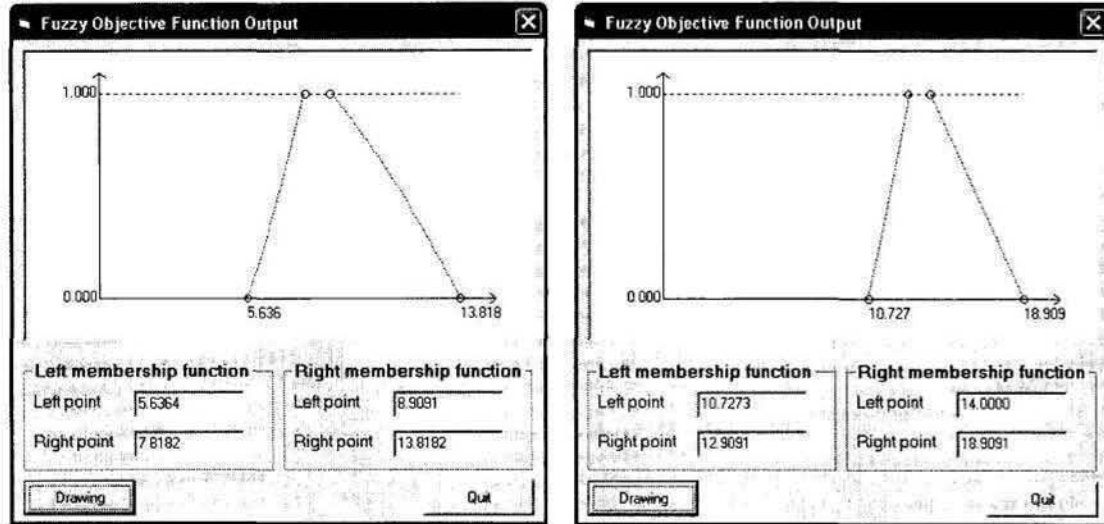 Fuzzy Objective Function Output
1.000
0.000
5.636
13.818
Left membership function
Left point 5.6364
Right point 7.8182
Right membership function
Left point 8.9091
Right point 13.8182
Drawing
Quit
Fuzzy Objective Function Output
1.000
0.000
10.727
18.909
Left membership function
Left point 10.7273
Right point 12.9091
Right membership function
Left point 14.0000
Right point 18.9091
Drawing
Quit